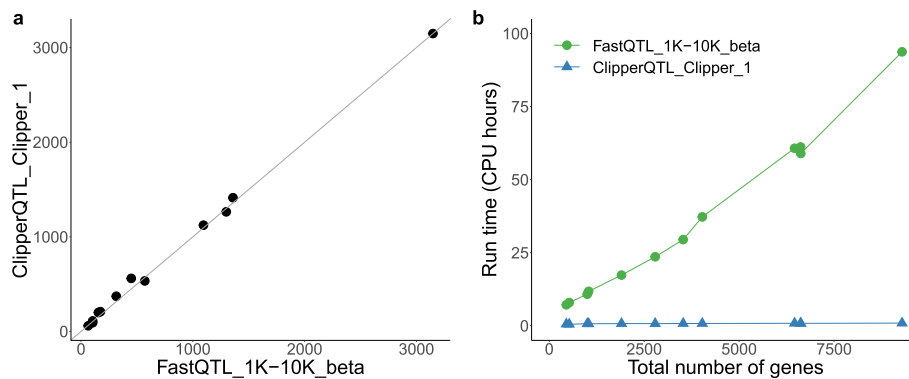 a
ClipperQTL_Clipper_1
3000
2000
1000
0
0 1000 2000 3000
FastQTL_1K−10K_beta
b
Run time (CPU hours)
100
75
50
25
0
FastQTL_1K−10K_beta
ClipperQTL_Clipper_1
0 2500 5000 7500
Total number of genes